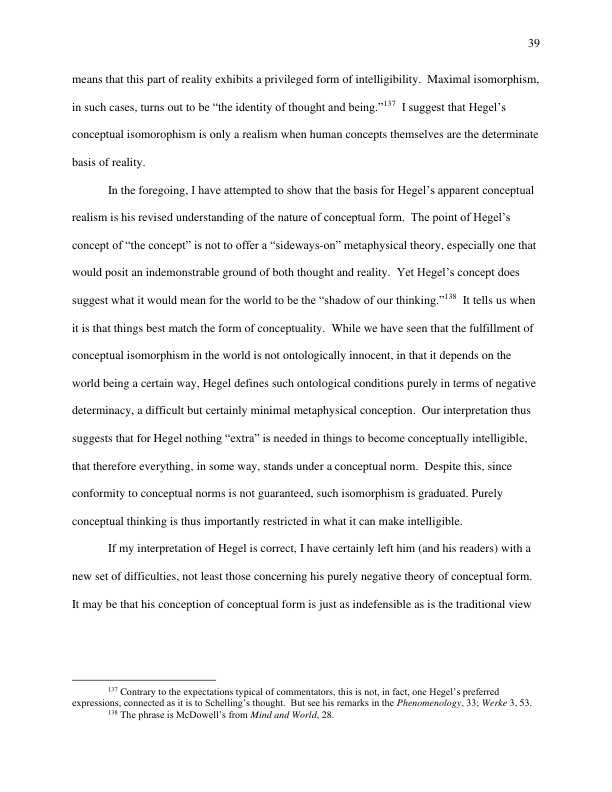 39
means that this part of reality exhibits a privileged form of intelligibility.  Maximal isomorphism,
in such cases, turns out to be “the identity of thought and being.”137  I suggest that Hegel’s
conceptual isomorophism is only a realism when human concepts themselves are the determinate
basis of reality.
In the foregoing, I have attempted to show that the basis for Hegel’s apparent conceptual
realism is his revised understanding of the nature of conceptual form.  The point of Hegel’s
concept of “the concept” is not to offer a “sideways-on” metaphysical theory, especially one that
would posit an indemonstrable ground of both thought and reality.  Yet Hegel’s concept does
suggest what it would mean for the world to be the “shadow of our thinking.”138  It tells us when
it is that things best match the form of conceptuality.  While we have seen that the fulfillment of
conceptual isomorphism in the world is not ontologically innocent, in that it depends on the
world being a certain way, Hegel defines such ontological conditions purely in terms of negative
determinacy, a difficult but certainly minimal metaphysical conception.  Our interpretation thus
suggests that for Hegel nothing “extra” is needed in things to become conceptually intelligible,
that therefore everything, in some way, stands under a conceptual norm.  Despite this, since
conformity to conceptual norms is not guaranteed, such isomorphism is graduated. Purely
conceptual thinking is thus importantly restricted in what it can make intelligible.
If my interpretation of Hegel is correct, I have certainly left him (and his readers) with a
new set of difficulties, not least those concerning his purely negative theory of conceptual form.
It may be that his conception of conceptual form is just as indefensible as is the traditional view
137 Contrary to the expectations typical of commentators, this is not, in fact, one Hegel’s preferred
expressions, connected as it is to Schelling’s thought.  But see his remarks in the Phenomenology, 33; Werke 3, 53.
138 The phrase is McDowell’s from Mind and World, 28.